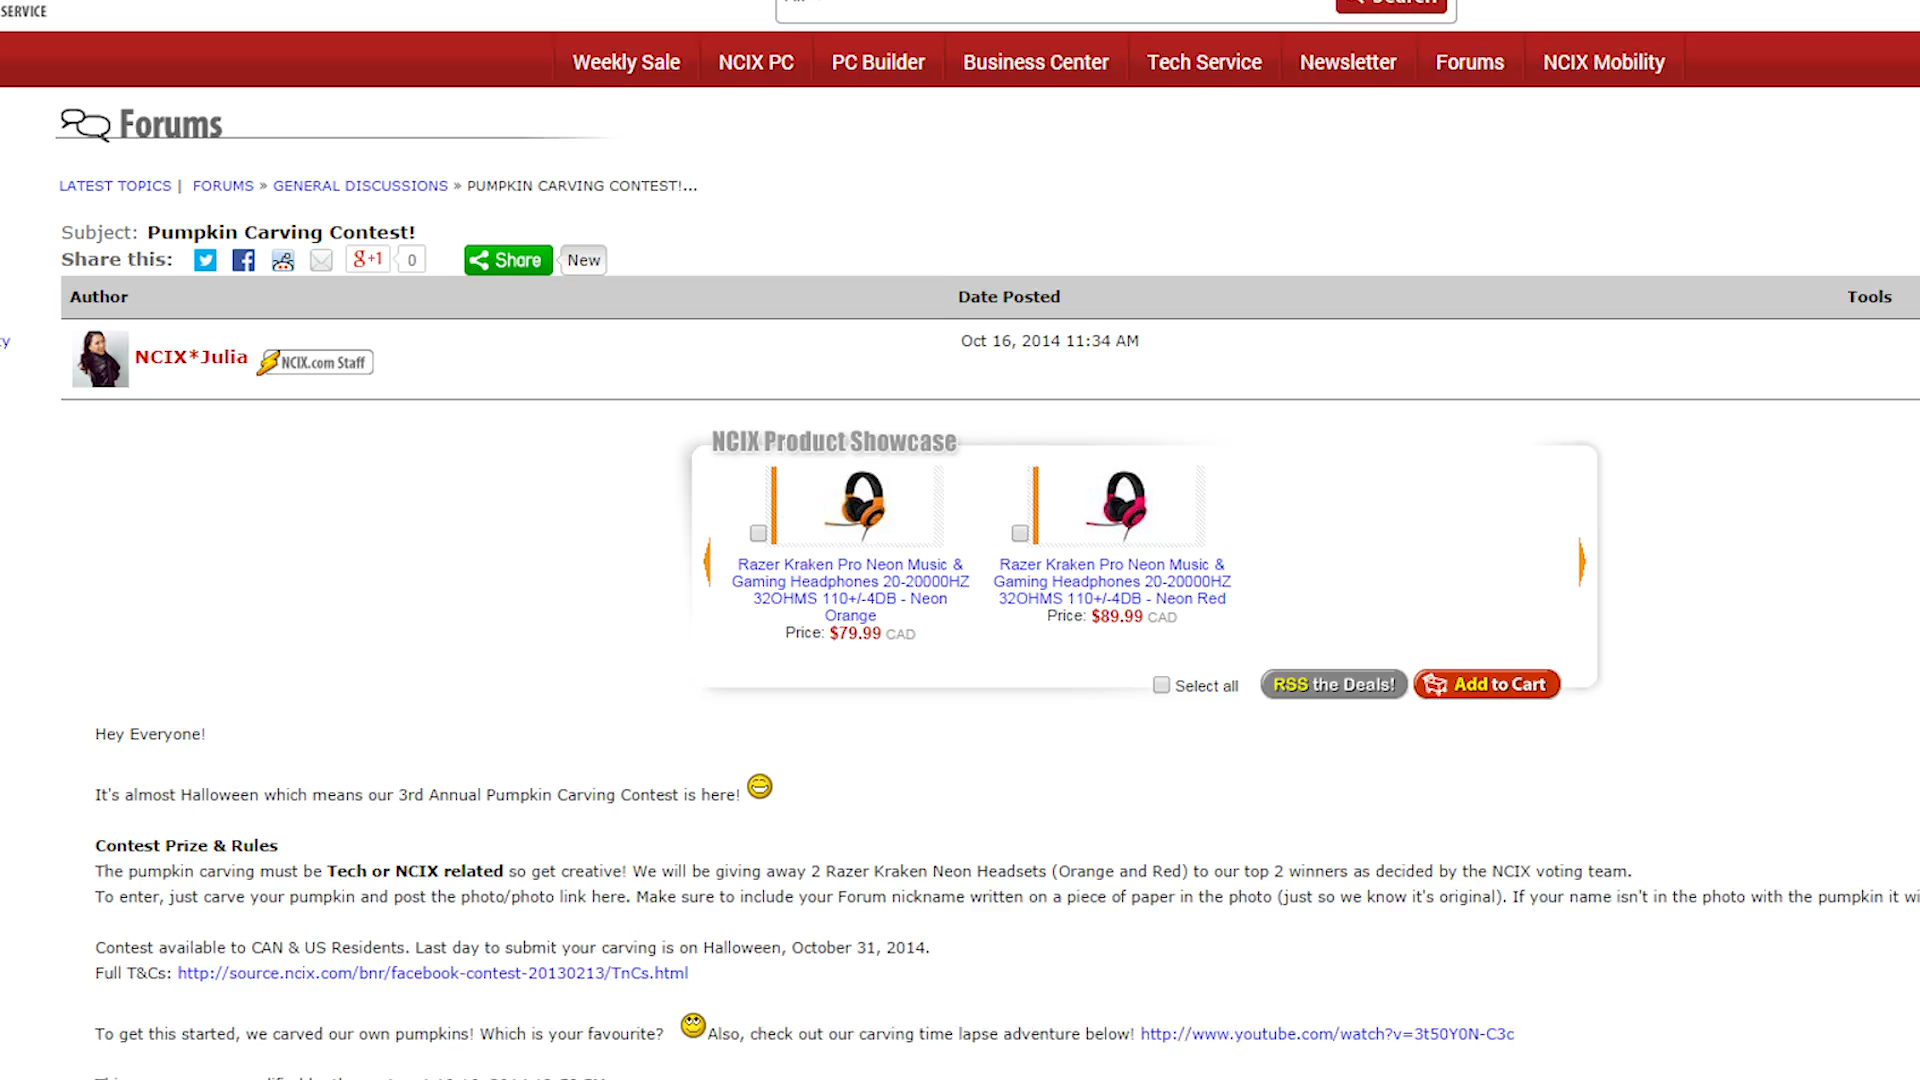 SERVICE
Search
Weekly Sale NCIX PC PC Builder Business Center Tech Service Newsletter Forums NCIX Mobility
Forums
LATEST TOPICS | FORUMS » GENERAL DISCUSSIONS » PUMPKIN CARVING CONTEST!...
Subject: Pumpkin Carving Contest!
Share this: g+1 0 Share New
Author Date Posted Tools
NCIX*Julia NCIX.com Staff Oct 16, 2014 11:34 AM
NCIX Product Showcase
Razer Kraken Pro Neon Music &
Gaming Headphones 20-20000HZ
32OHMS 110+/-4DB - Neon
Orange
Price: $79.99 CAD
Razer Kraken Pro Neon Music &
Gaming Headphones 20-20000HZ
32OHMS 110+/-4DB - Neon Red
Price: $89.99 CAD
Select all RSS the Deals! Add to Cart
Hey Everyone!
It's almost Halloween which means our 3rd Annual Pumpkin Carving Contest is here!
Contest Prize & Rules
The pumpkin carving must be Tech or NCIX related so get creative! We will be giving away 2 Razer Kraken Neon Headsets (Orange and Red) to our top 2 winners as decided by the NCIX voting team.
To enter, just carve your pumpkin and post the photo/photo link here. Make sure to include your Forum nickname written on a piece of paper in the photo (just so we know it's original). If your name isn't in the photo with the pumpkin it wi
Contest available to CAN & US Residents. Last day to submit your carving is on Halloween, October 31, 2014.
Full T&Cs: http://source.ncix.com/bnr/facebook-contest-20130213/TnCs.html
To get this started, we carved our own pumpkins! Which is your favourite? Also, check out our carving time lapse adventure below! http://www.youtube.com/watch?v=3t50Y0N-C3c